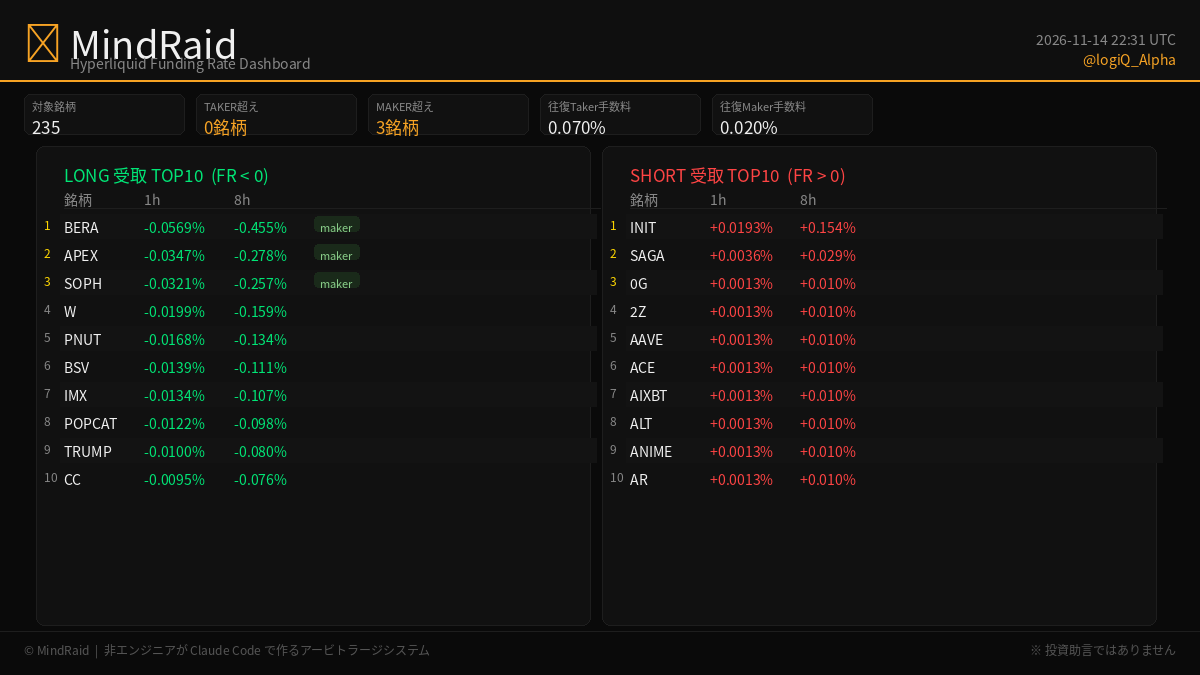 MindRaid
Hyperliquid Funding Rate Dashboard
2026-11-14 22:31 UTC
@logiQ_Alpha
対象銘柄
235
TAKER超え
0銘柄
MAKER超え
3銘柄
往復Taker手数料
0.070%
往復Maker手数料
0.020%
LONG 受取 TOP10 (FR < 0)
銘柄 1h 8h
1 BERA -0.0569% -0.455% maker
2 APEX -0.0347% -0.278% maker
3 SOPH -0.0321% -0.257% maker
4 W -0.0199% -0.159%
5 PNUT -0.0168% -0.134%
6 BSV -0.0139% -0.111%
7 IMX -0.0134% -0.107%
8 POPCAT -0.0122% -0.098%
9 TRUMP -0.0100% -0.080%
10 CC -0.0095% -0.076%
SHORT 受取 TOP10 (FR > 0)
銘柄 1h 8h
1 INIT +0.0193% +0.154%
2 SAGA +0.0036% +0.029%
3 0G +0.0013% +0.010%
4 2Z +0.0013% +0.010%
5 AAVE +0.0013% +0.010%
6 ACE +0.0013% +0.010%
7 AIXBT +0.0013% +0.010%
8 ALT +0.0013% +0.010%
9 ANIME +0.0013% +0.010%
10 AR +0.0013% +0.010%
© MindRaid | 非エンジニアが Claude Code で作るアービトラージシステム
※ 投資助言ではありません